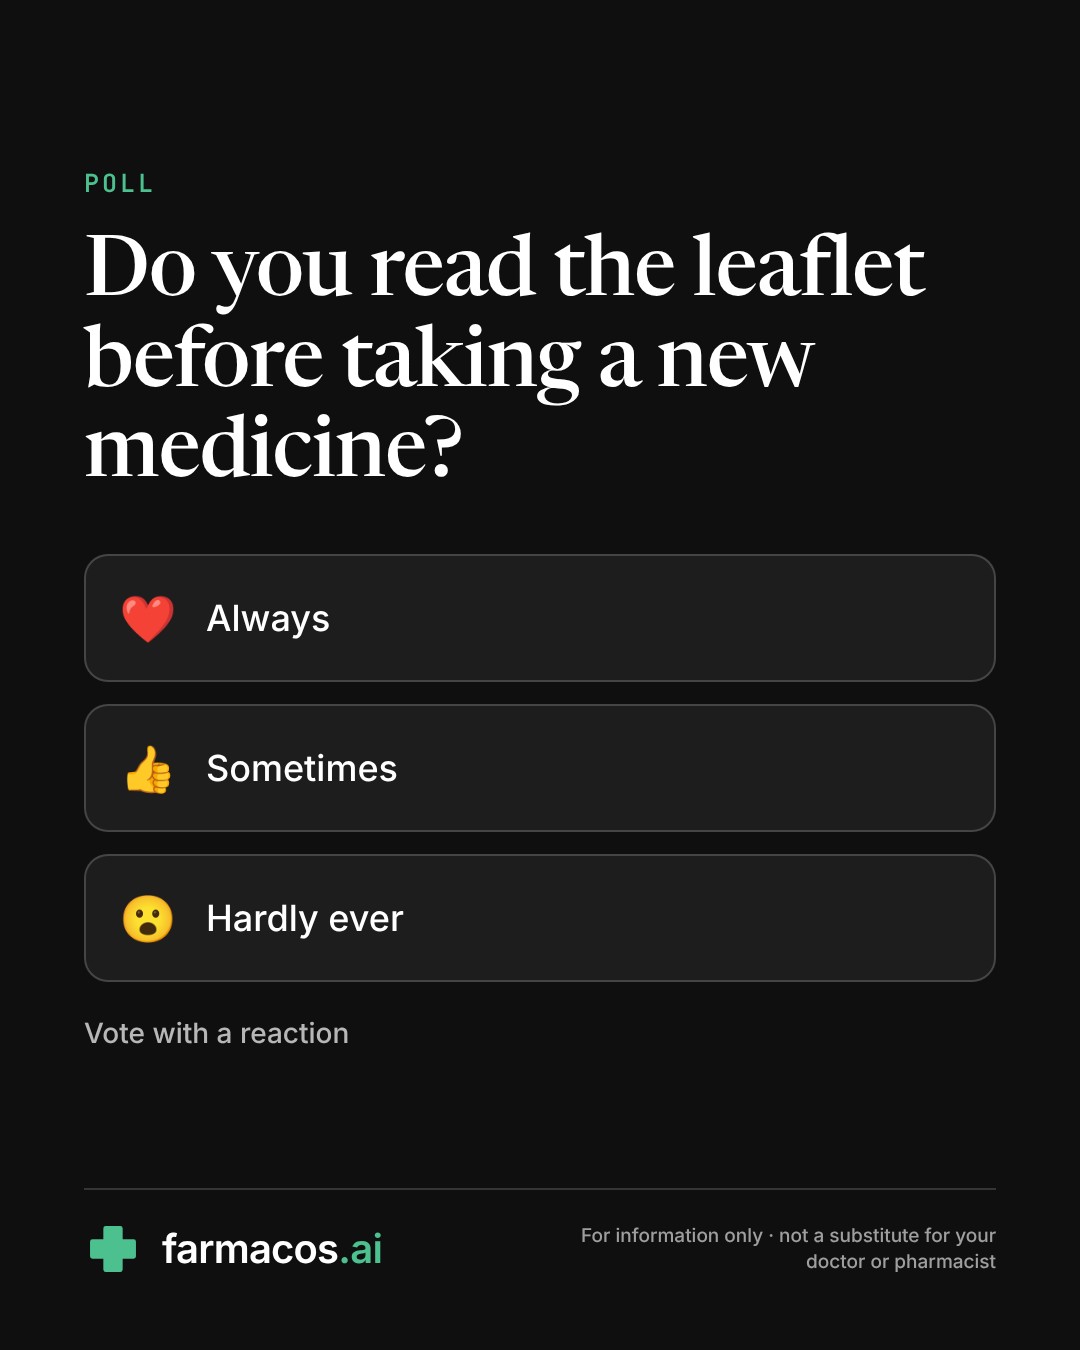 POLL
Do you read the leaflet
before taking a new
medicine?
❤️ Always
👍 Sometimes
😮 Hardly ever
Vote with a reaction
farmacos.ai
For information only · not a substitute for your
doctor or pharmacist